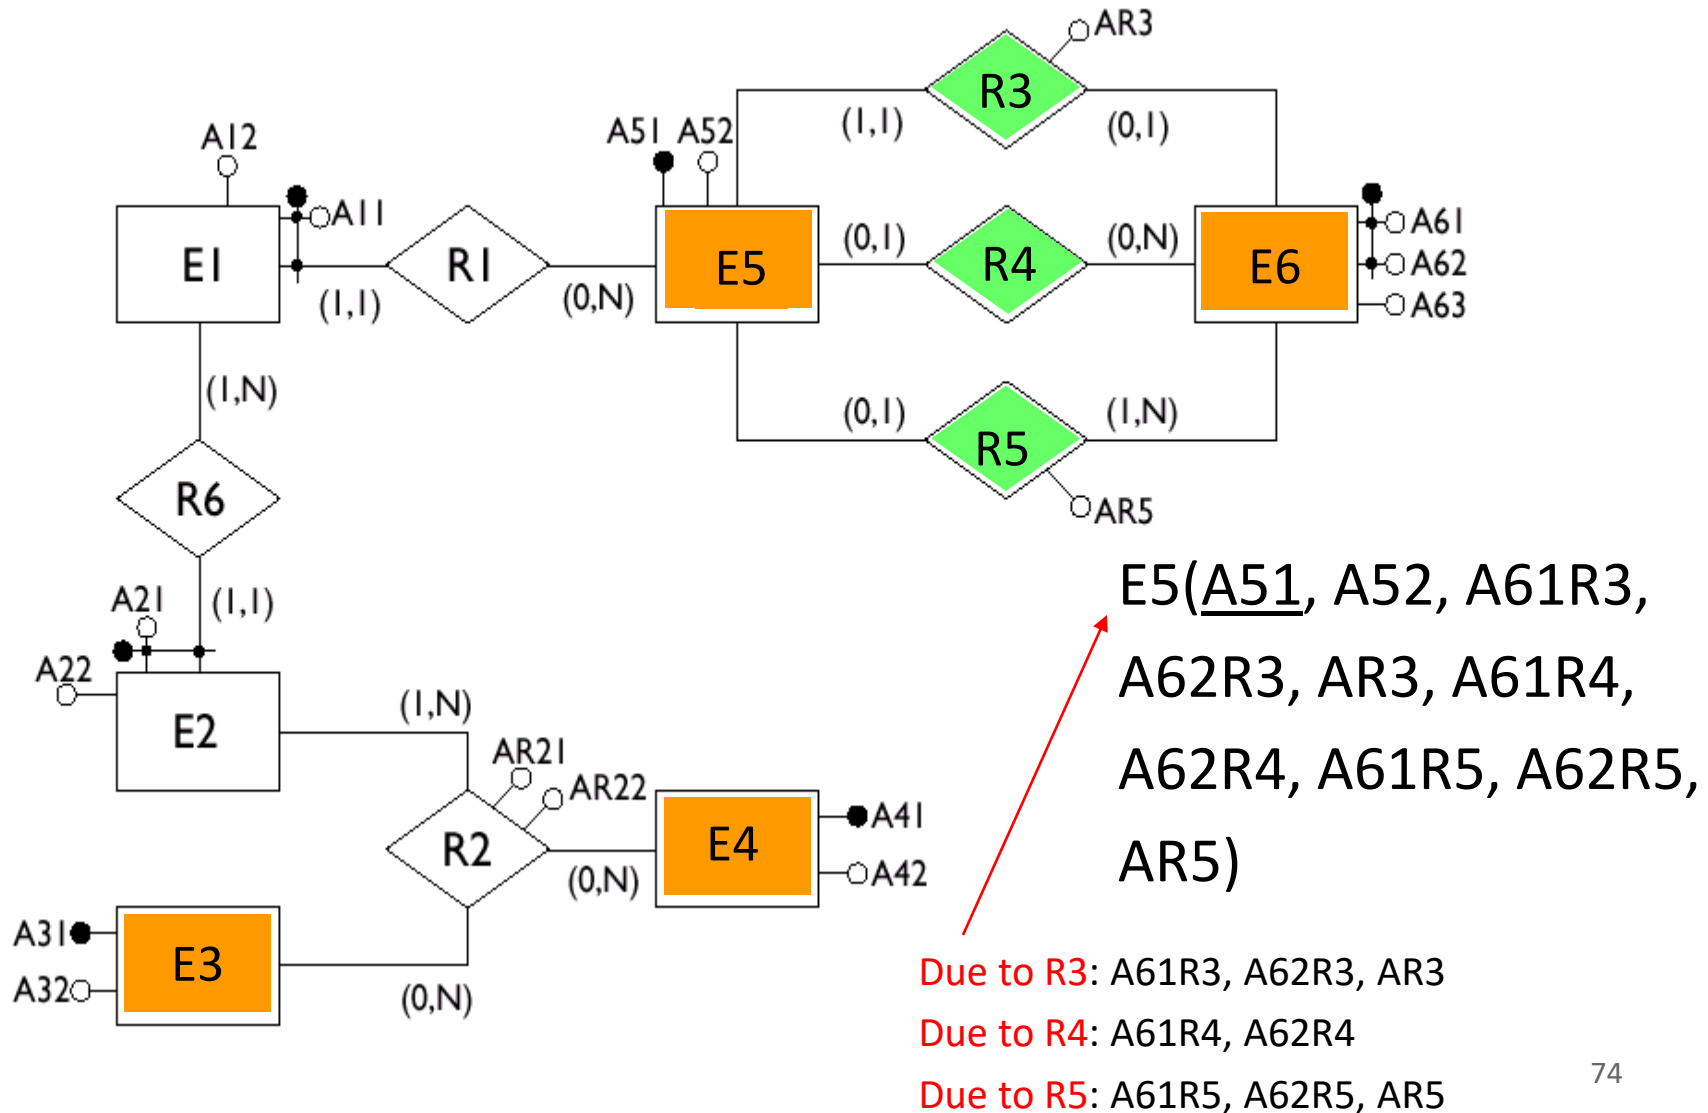 AR3
R3
(1,1)
(0,1)
A12
A51 A52
A11
A61
E1
R1
E5
(0,1)
R4
(0,N)
E6
A62
(1,1)
(0,N)
A63
(1,N)
(0,1)
R5
(1,N)
R6
AR5
A21
(1,1)
A22
E2
(1,N)
AR21
AR22
R2
E4
A41
(0,N)
A42
A31
E3
A32
(0,N)
E5(A51, A52, A61R3,
A62R3, AR3, A61R4,
A62R4, A61R5, A62R5,
AR5)
Due to R3: A61R3, A62R3, AR3
Due to R4: A61R4, A62R4
Due to R5: A61R5, A62R5, AR5
74